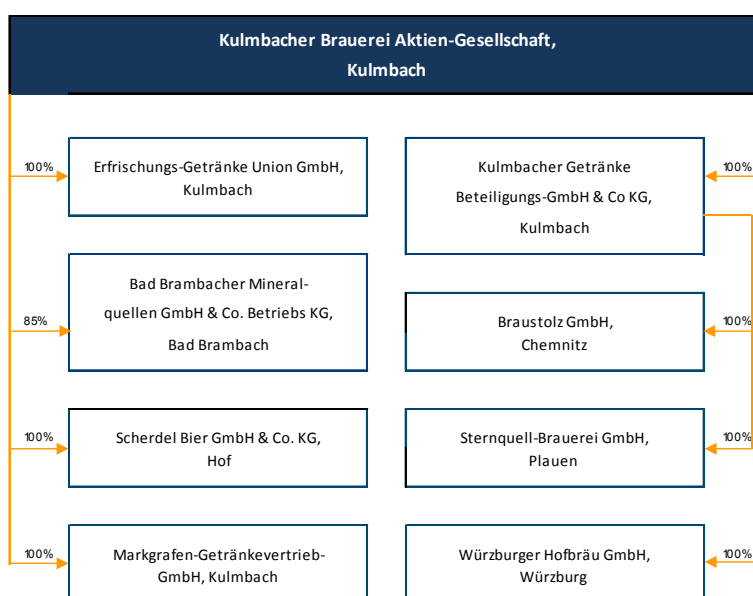 Kulmbacher Brauerei Aktien-Gesellschaft,
Kulmbach
100%
Erfrischungs-Getränke Union GmbH,
Kulmbach
Kulmbacher Getränke
Beteiligungs-GmbH & Co KG,
Kulmbach
100%
85%
Bad Brambacher Mineral-
quellen GmbH & Co. Betriebs KG,
Bad Brambach
Braustolz GmbH,
Chemnitz
100%
100%
Scherdel Bier GmbH & Co. KG,
Hof
Sternquell-Brauerei GmbH,
Plauen
100%
100%
Markgrafen-Getränkevertrieb-
GmbH, Kulmbach
Würzburger Hofbräu GmbH,
Würzburg
100%